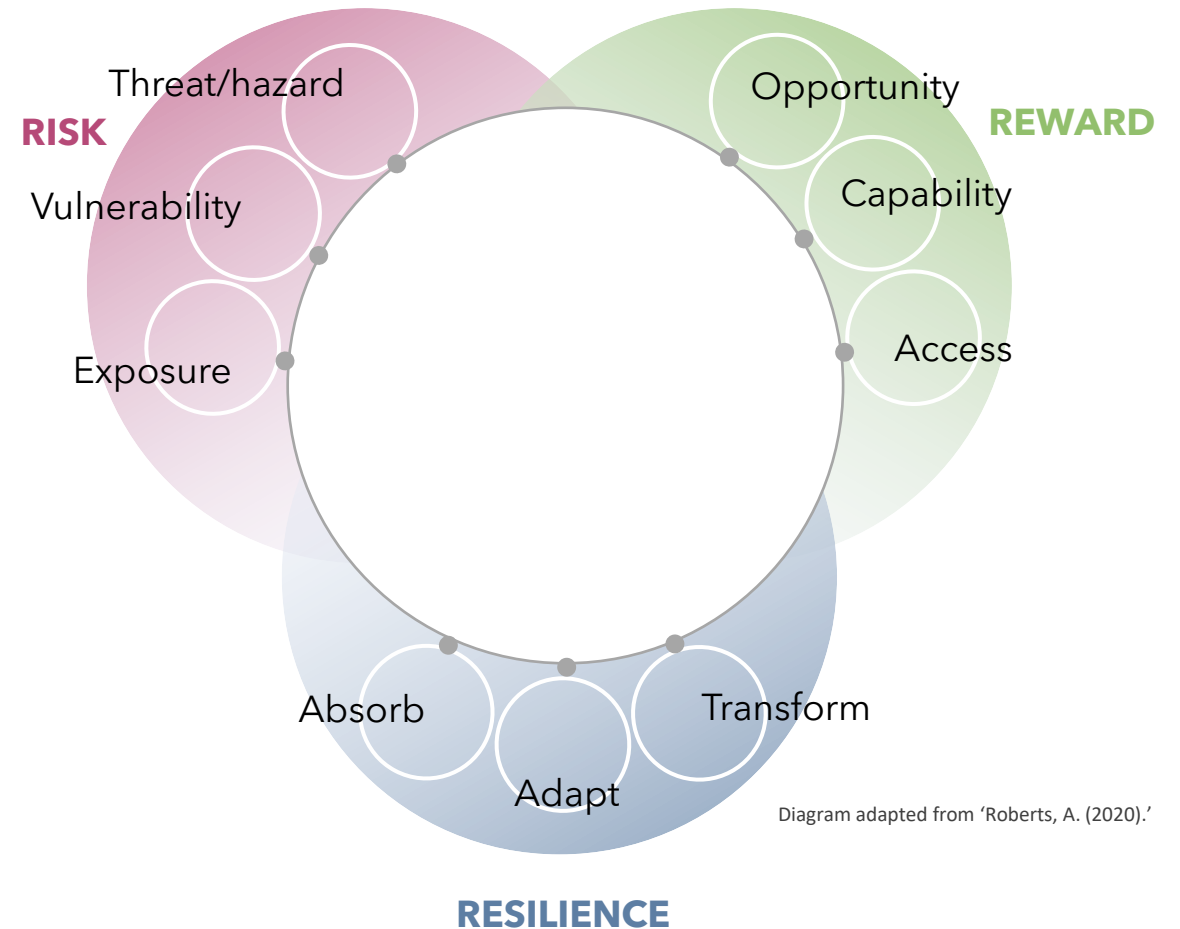 Threat/hazard
RISK
Vulnerability
Exposure
Opportunity
REWARD
Capability
Access
Absorb
Adapt
Transform
Diagram adapted from ‘Roberts, A. (2020).’
RESILIENCE